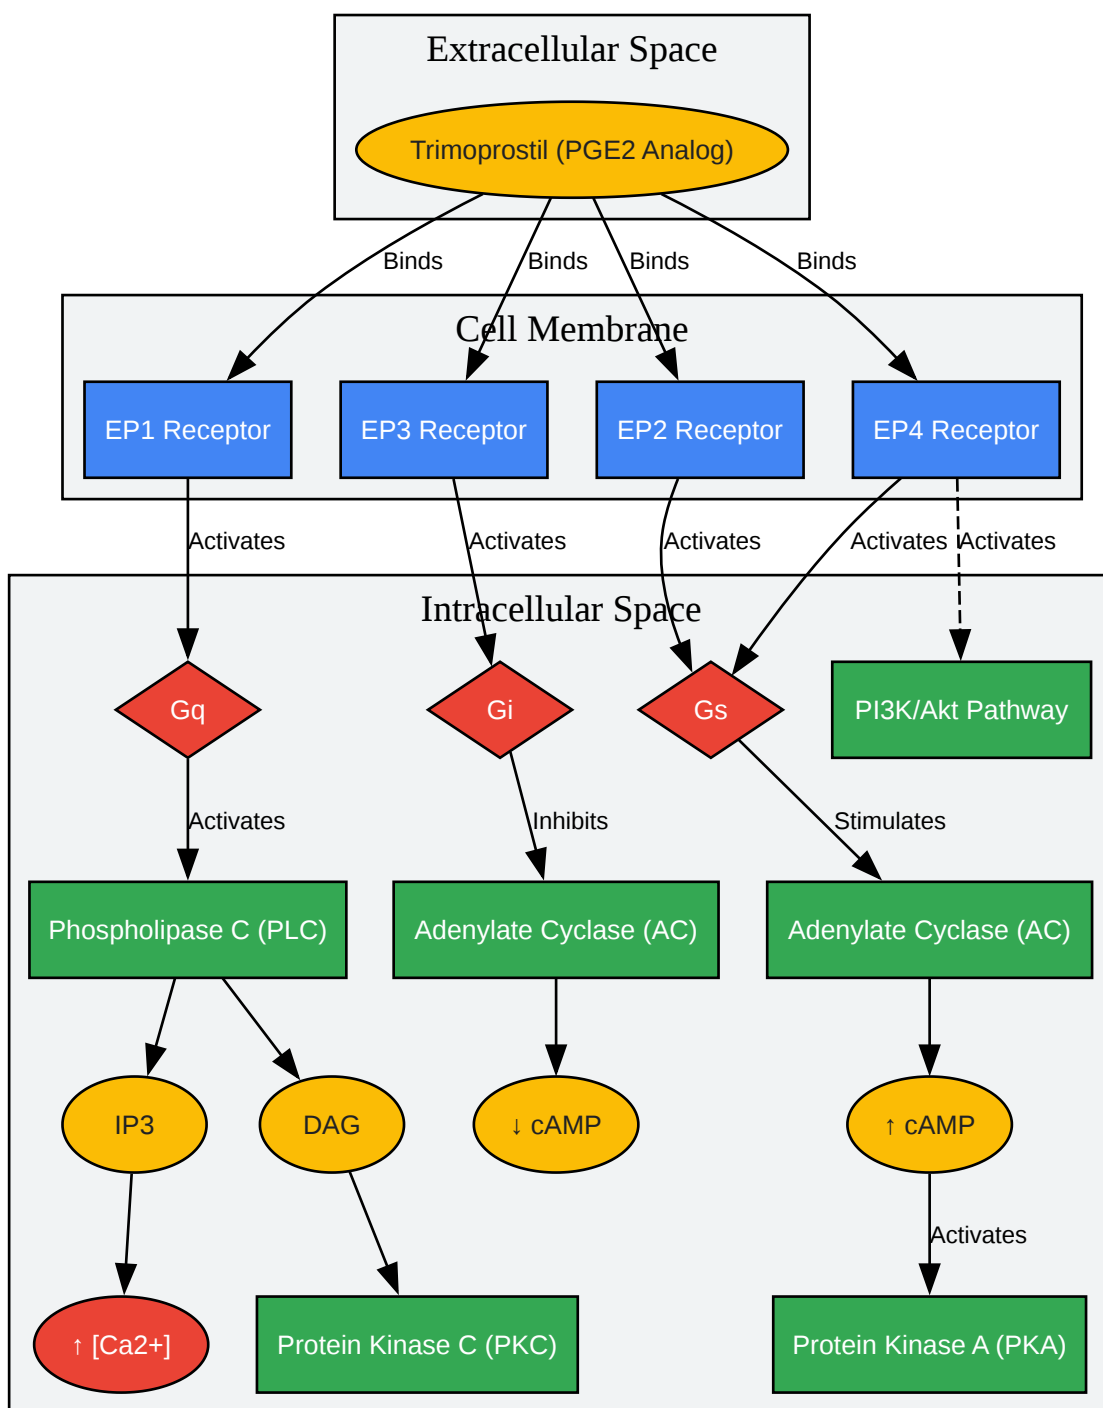 Extracellular Space
Trimoprostil (PGE2 Analog)
Binds
Binds
Binds
Binds
Cell Membrane
EP1 Receptor
EP3 Receptor
EP2 Receptor
EP4 Receptor
Activates
Activates
Activates
Activates
Activates
Intracellular Space
Gq
Gi
Gs
PI3K/Akt Pathway
Activates
Inhibits
Stimulates
Phospholipase C (PLC)
Adenylate Cyclase (AC)
Adenylate Cyclase (AC)
IP3
DAG
↓ cAMP
↑ cAMP
Activates
↑ [Ca2+]
Protein Kinase C (PKC)
Protein Kinase A (PKA)